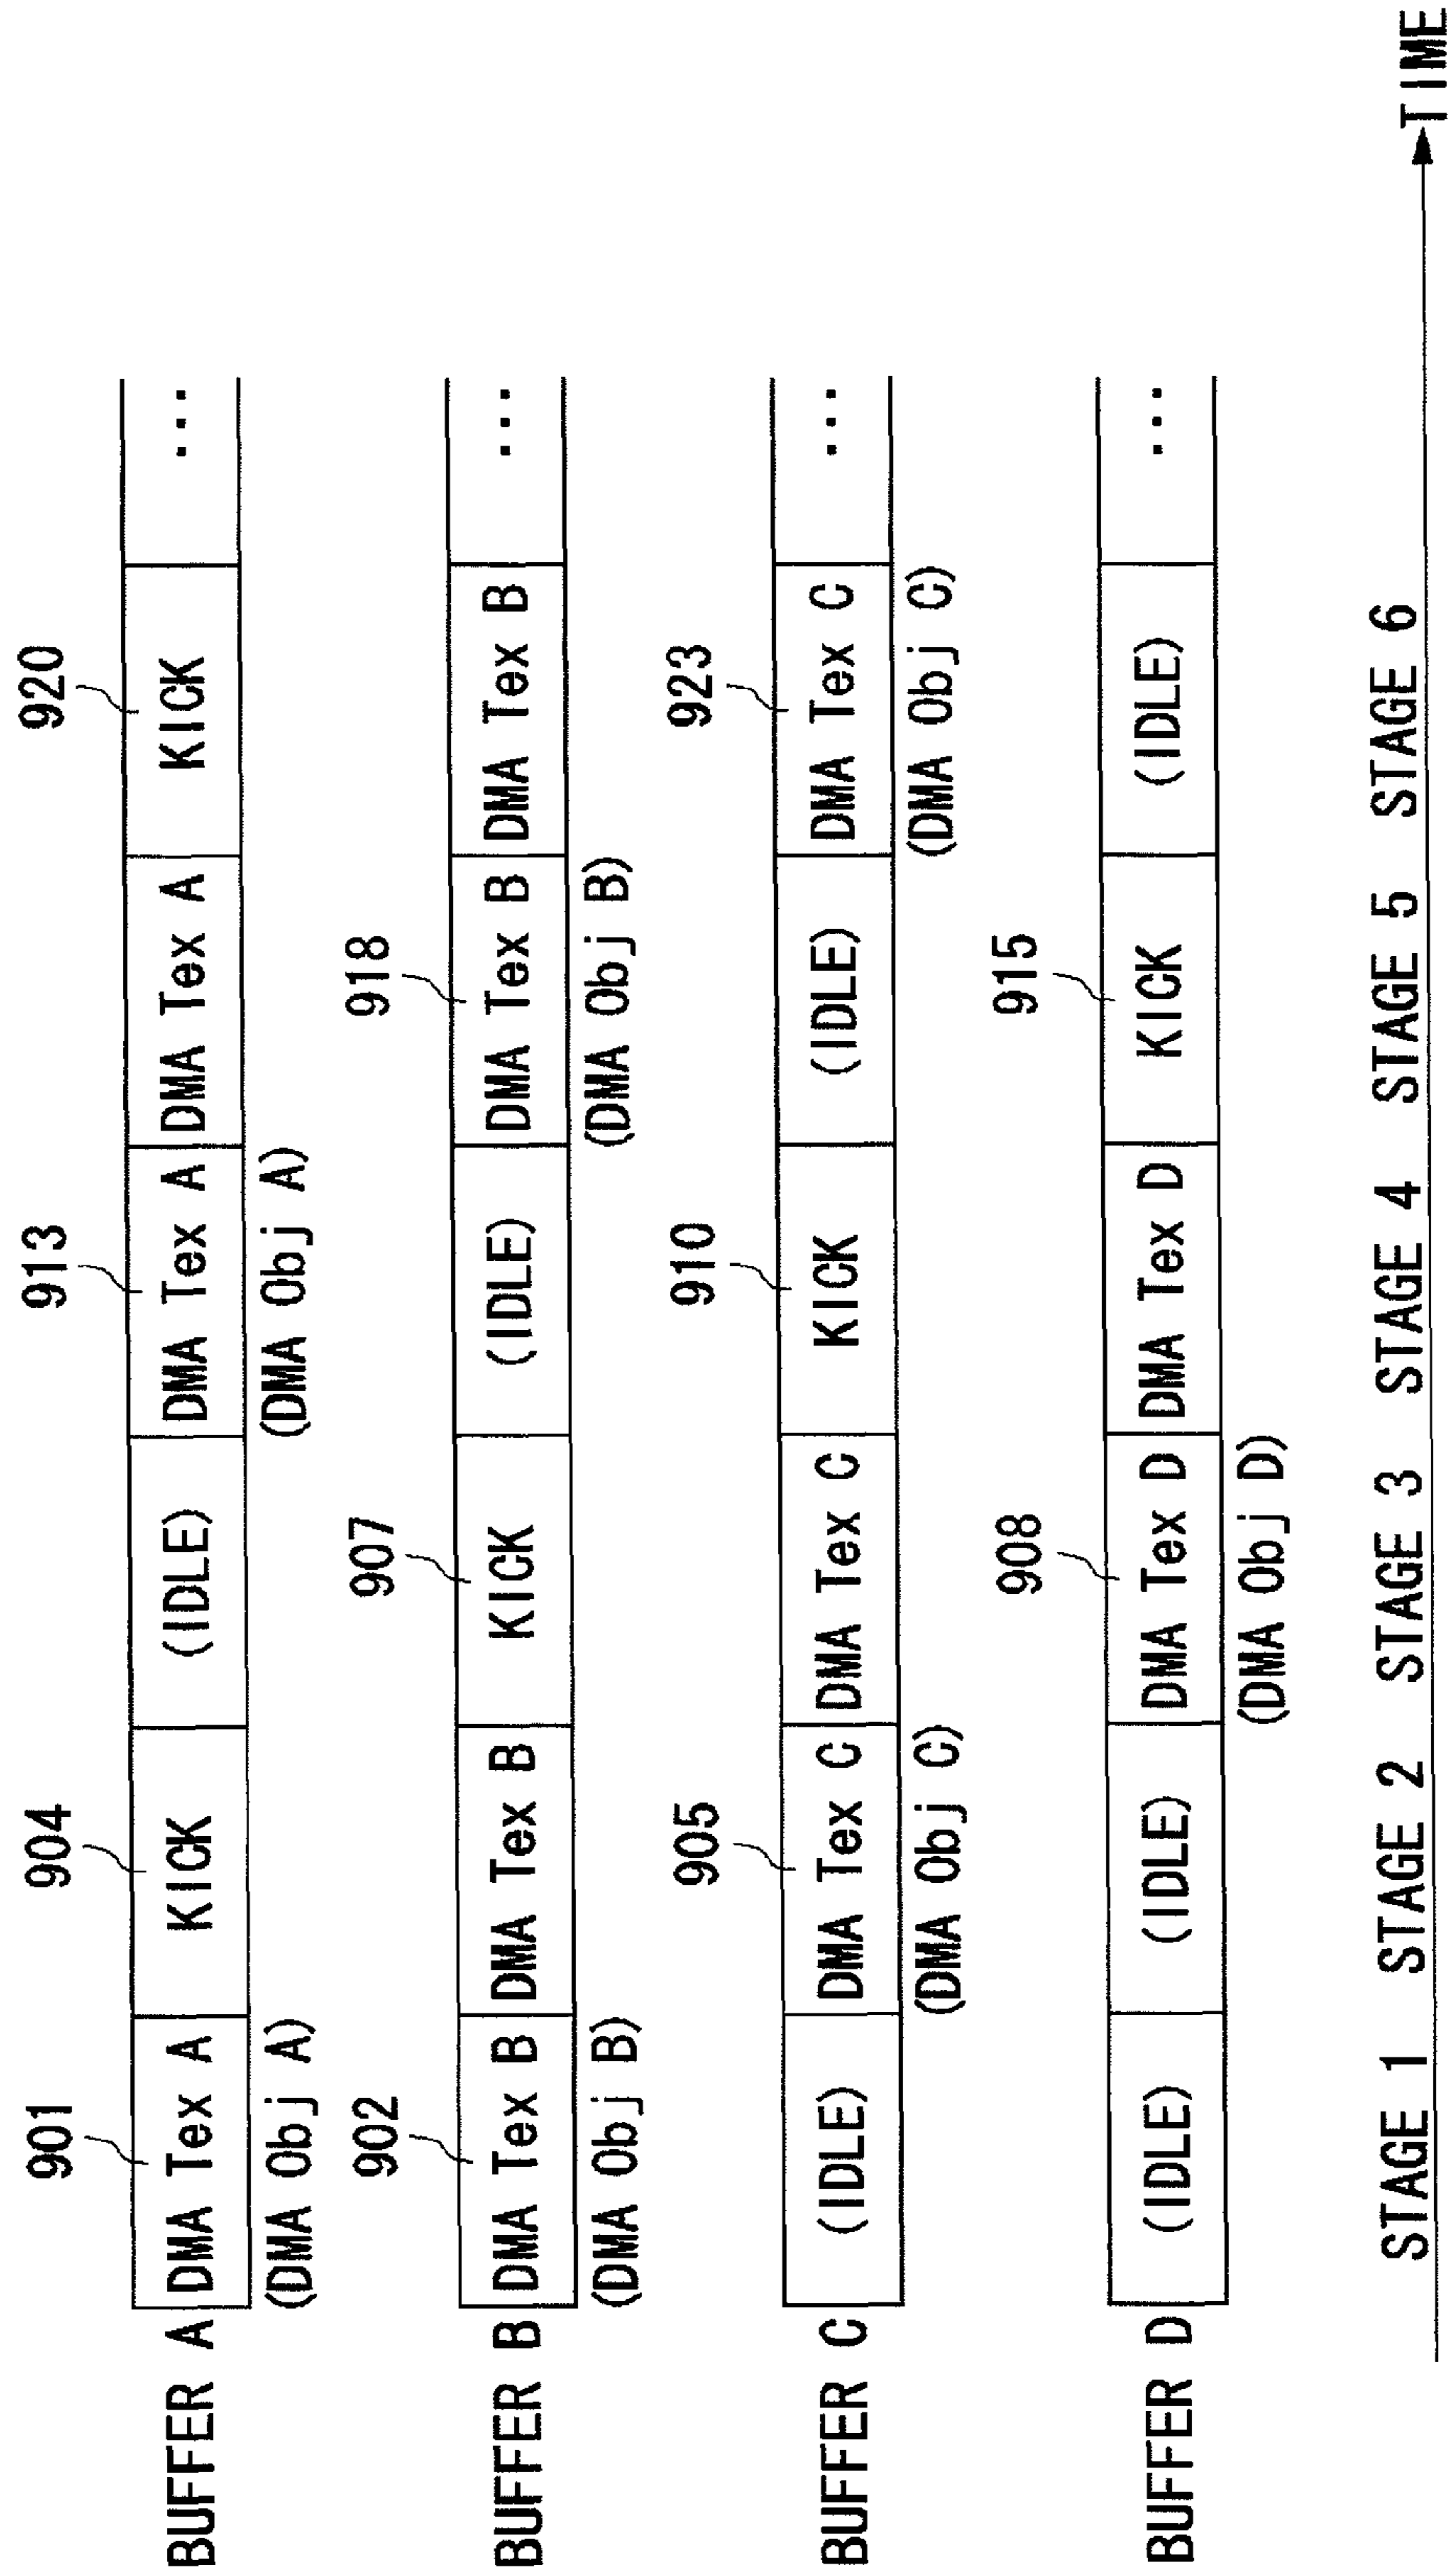 901 904 913 920
BUFFER A DMA Tex A KICK (IDLE) DMA Tex A DMA Tex A KICK ...
(DMA Obj A) (DMA Obj A)
902 907 918
BUFFER B DMA Tex B DMA Tex B KICK (IDLE) DMA Tex B DMA Tex B ...
(DMA Obj B) (DMA Obj B)
905 910 923
BUFFER C (IDLE) DMA Tex C DMA Tex C KICK (IDLE) DMA Tex C ...
(DMA Obj C) (DMA Obj C)
908 915
BUFFER D (IDLE) (IDLE) DMA Tex D DMA Tex D KICK (IDLE) ...
(DMA Obj D)
STAGE 1 STAGE 2 STAGE 3 STAGE 4 STAGE 5 STAGE 6
TIME